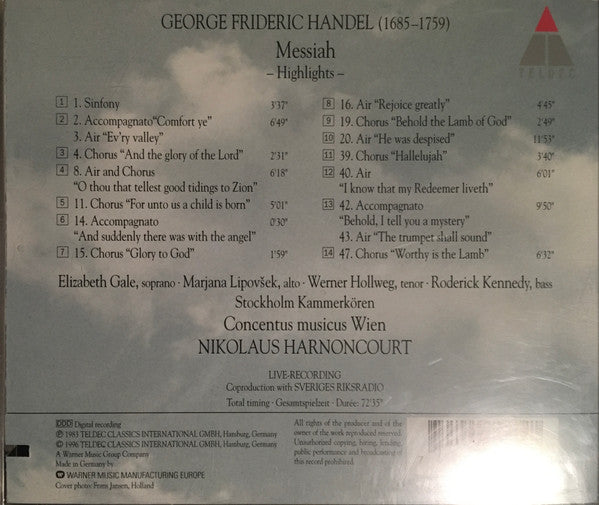 GEORGE FRIDERIC HANDEL (1685–1759)
Messiah
– Highlights –
TELDEC
1 1. Sinfony 3'37"
2 2. Accompagnato "Comfort ye" 6'49"
3. Air "Ev'ry valley"
3 4. Chorus "And the glory of the Lord" 2'31"
4 8. Air and Chorus 6'18"
"O thou that tellest good tidings to Zion"
5 11. Chorus "For unto us a child is born" 5'01"
6 14. Accompagnato 0'30"
"And suddenly there was with the angel"
7 15. Chorus "Glory to God" 1'59"
8 16. Air "Rejoice greatly" 4'45"
9 19. Chorus "Behold the Lamb of God" 2'49"
10 20. Air "He was despised" 11'53"
11 39. Chorus "Hallelujah" 3'40"
12 40. Air 6'01"
"I know that my Redeemer liveth"
13 42. Accompagnato 9'50"
"Behold, I tell you a mystery"
43. Air "The trumpet shall sound"
14 47. Chorus "Worthy is the Lamb" 6'32"
Elizabeth Gale, soprano · Marjana Lipovšek, alto · Werner Hollweg, tenor · Roderick Kennedy, bass
Stockholm Kammerkören
Concentus musicus Wien
NIKOLAUS HARNONCOURT
LIVE-RECORDING
Coproduction with SVERIGES RIKSRADIO
Total timing · Gesamtspielzeit · Durée: 72'35"
DDD Digital recording
Ⓟ 1983 TELDEC CLASSICS INTERNATIONAL GMBH, Hamburg, Germany
© 1996 TELDEC CLASSICS INTERNATIONAL GMBH, Hamburg, Germany
A Warner Music Group Company
Made in Germany by
WARNER MUSIC MANUFACTURING EUROPE
Cover photo: Frans Jansen, Holland
All rights of the producer and of the owner
of the work reproduced reserved.
Unauthorized copying, hiring, lending,
public performance and broadcasting of
this record prohibited.